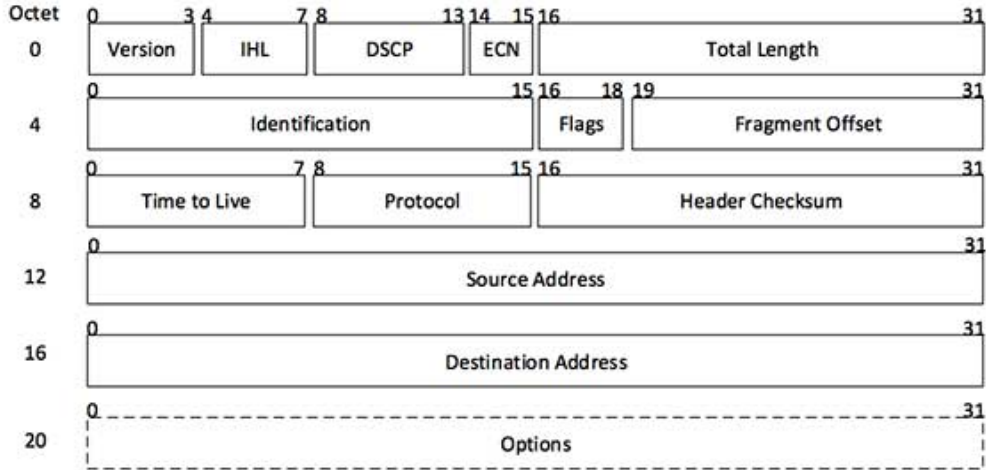 Octet 0 3 4 7 8 13 14 15 16 31
0 Version IHL DSCP ECN Total Length
0 15 16 18 19 31
4 Identification Flags Fragment Offset
0 7 8 15 16 31
8 Time to Live Protocol Header Checksum
0 31
12 Source Address
0 31
16 Destination Address
0 31
20 Options